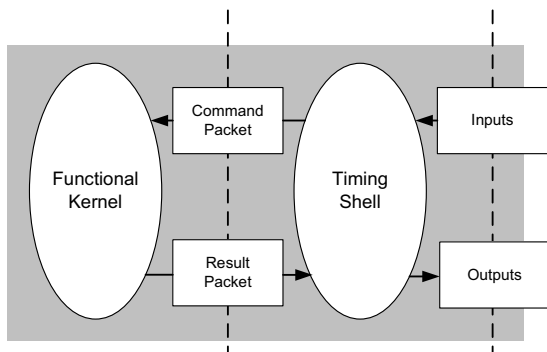 Command
Packet
Inputs
Functional
Kernel
Timing
Shell
Result
Packet
Outputs